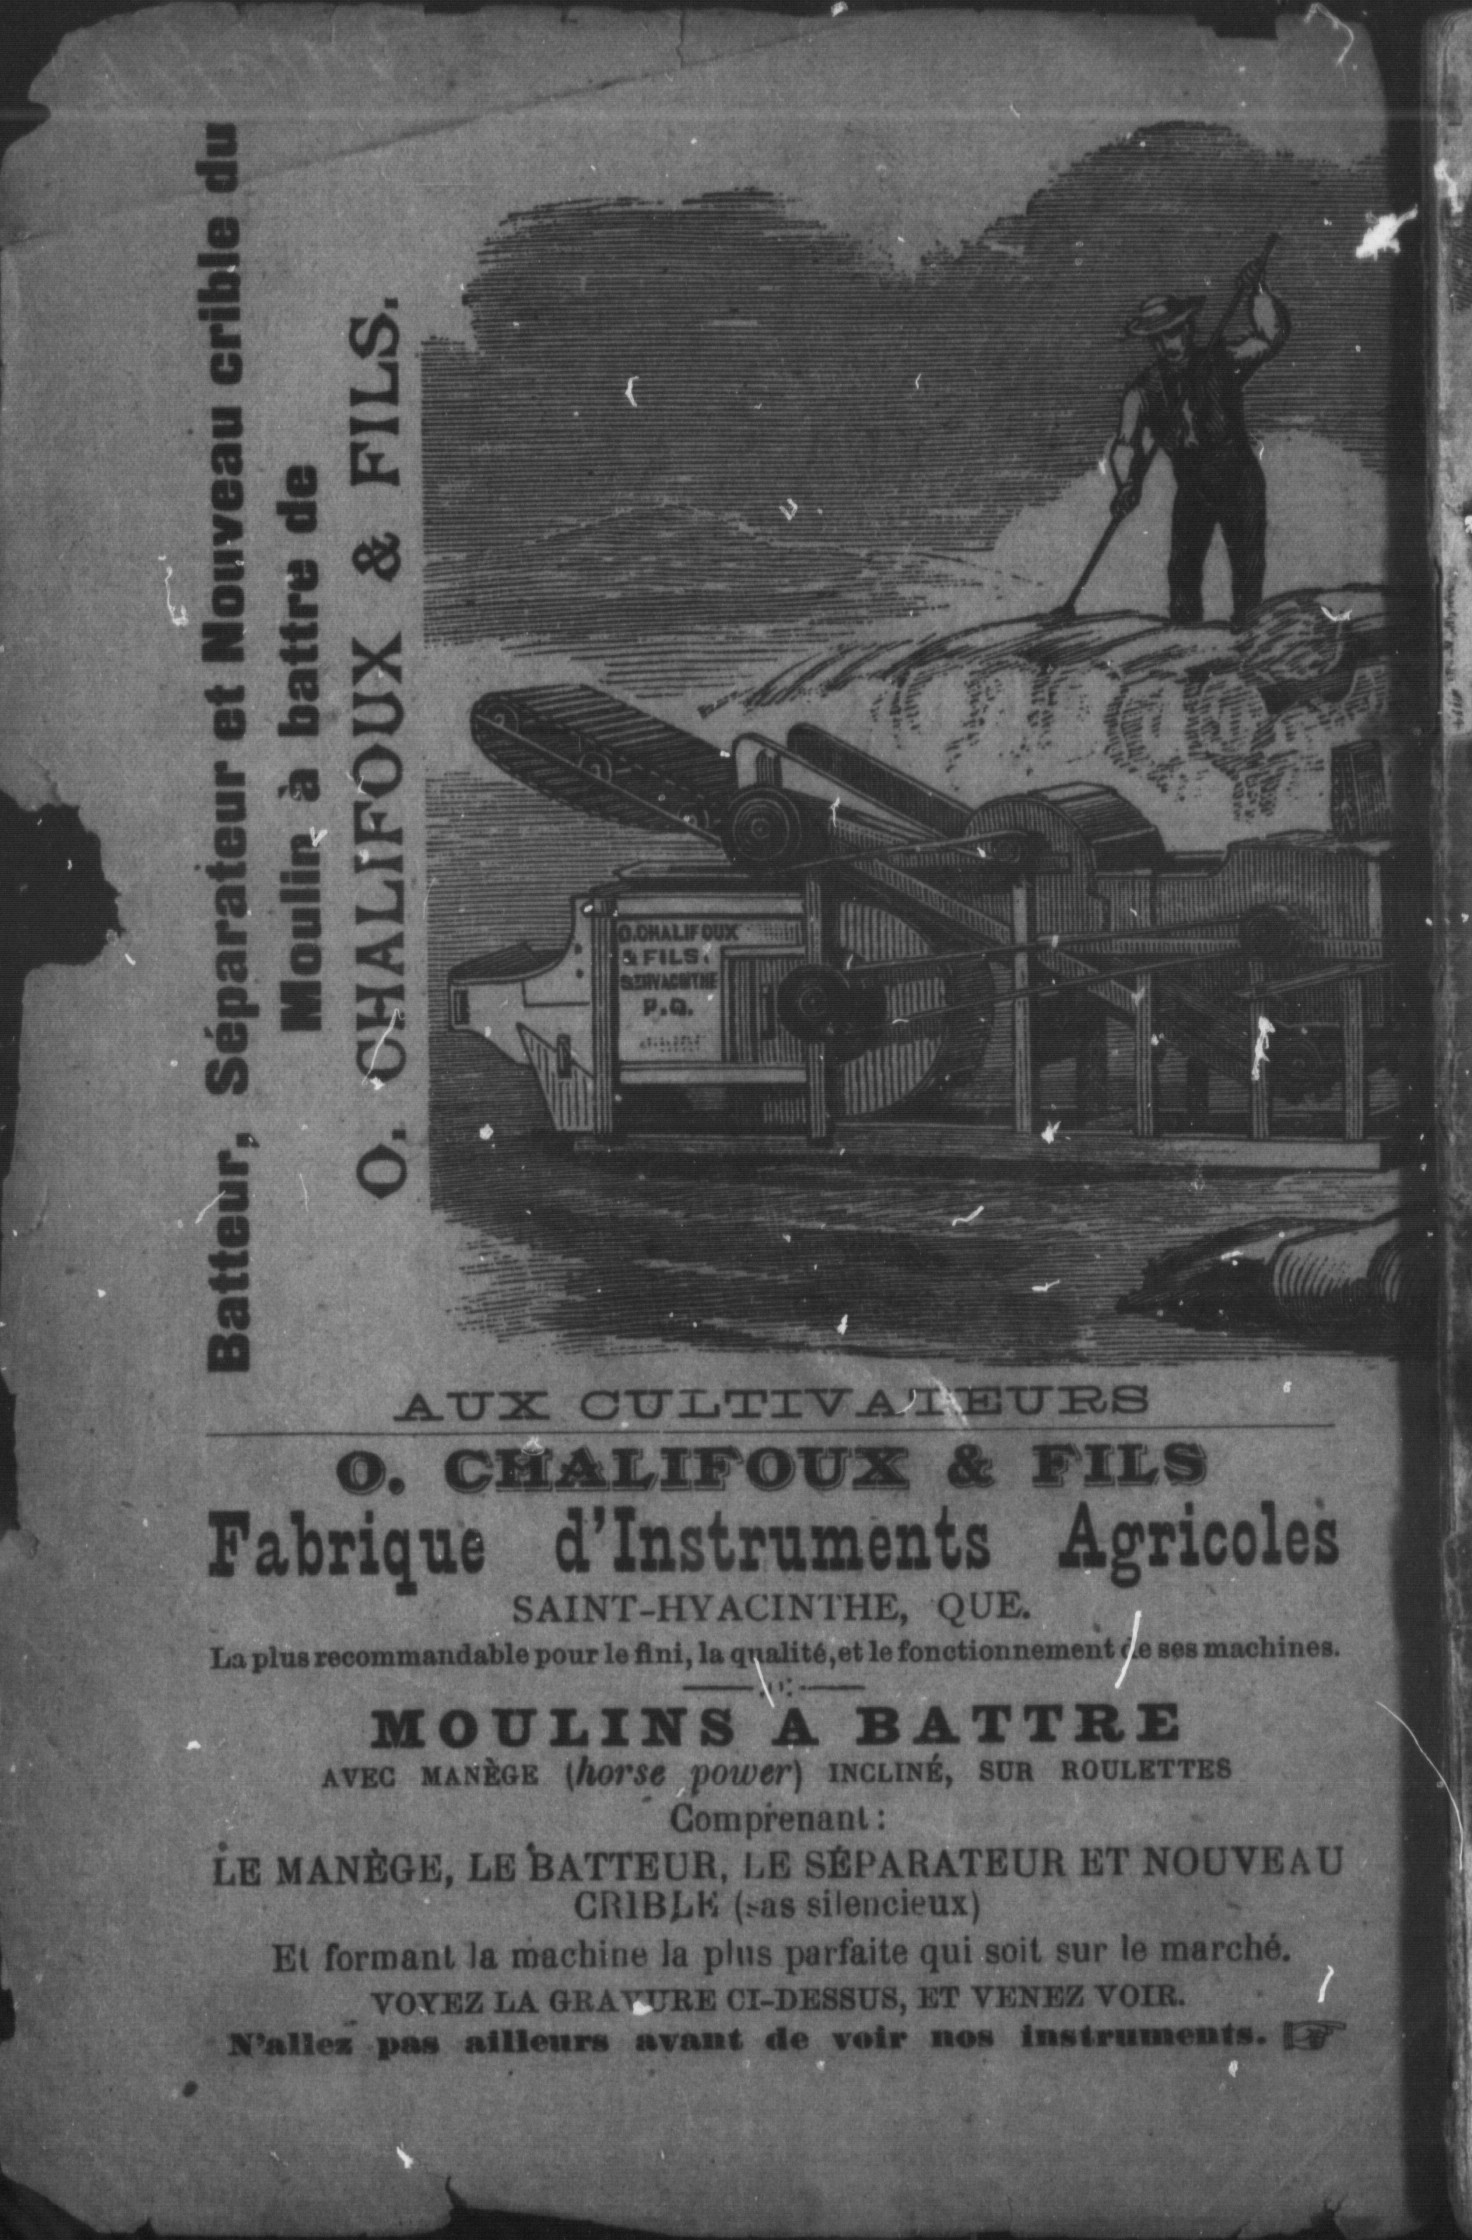 Batteur, Séparateur et Nouveau crible du
Moulin à battre de
O. CHALIFOUX & FILS.
O. CHALIFOUX
& FILS
ST HYACINTHE
P.Q.
AUX CULTIVATEURS
O. CHALIFOUX & FILS
Fabrique d'Instruments Agricoles
SAINT-HYACINTHE, QUE.
La plus recommandable pour le fini, la qualité, et le fonctionnement de ses machines.
MOULINS A BATTRE
AVEC MANÈGE (horse power) INCLINÉ, SUR ROULETTES
Comprenant :
LE MANÈGE, LE BATTEUR, LE SÉPARATEUR ET NOUVEAU
CRIBLE (sas silencieux)
Et formant la machine la plus parfaite qui soit sur le marché.
VOYEZ LA GRAVURE CI-DESSUS, ET VENEZ VOIR.
N'allez pas ailleurs avant de voir nos instruments. ☞